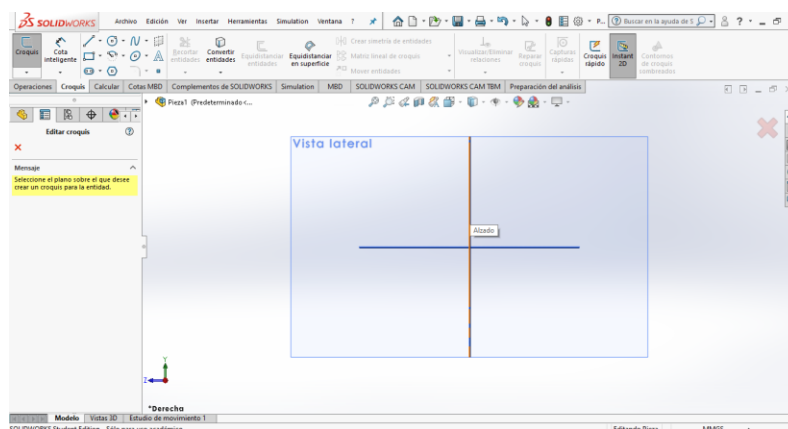 SOLIDWORKS Archivo Edición Ver Insertar Herramientas Simulation Ventana ? P... Buscar en la ayuda de S
Croquis Cota inteligente Recortar entidades Convertir entidades Equidistanciar entidades Equidistanciar en superficie Crear simetría de entidades Visualizar/Eliminar relaciones Reparar croquis Capturas rápidas Croquis rápido Instant 2D Contornos de croquis combinados
Matriz lineal de croquis
Mover entidades
Operaciones Croquis Calcular Cotas MBD Complementos de SOLIDWORKS Simulation MBD SOLIDWORKS CAM SOLIDWORKS CAM TBM Preparación del análisis
Pieza1 (Predeterminado<...
Editar croquis
Mensaje
Seleccione el plano sobre el que desee
crear un croquis para la entidad.
Vista lateral
Alzado
Y
Z
*Derecha
Modelo Vistas 3D Estudio de movimiento 1
SOLIDWORKS Student Edition - Sólo para uso académico. Editando Pieza MMGS